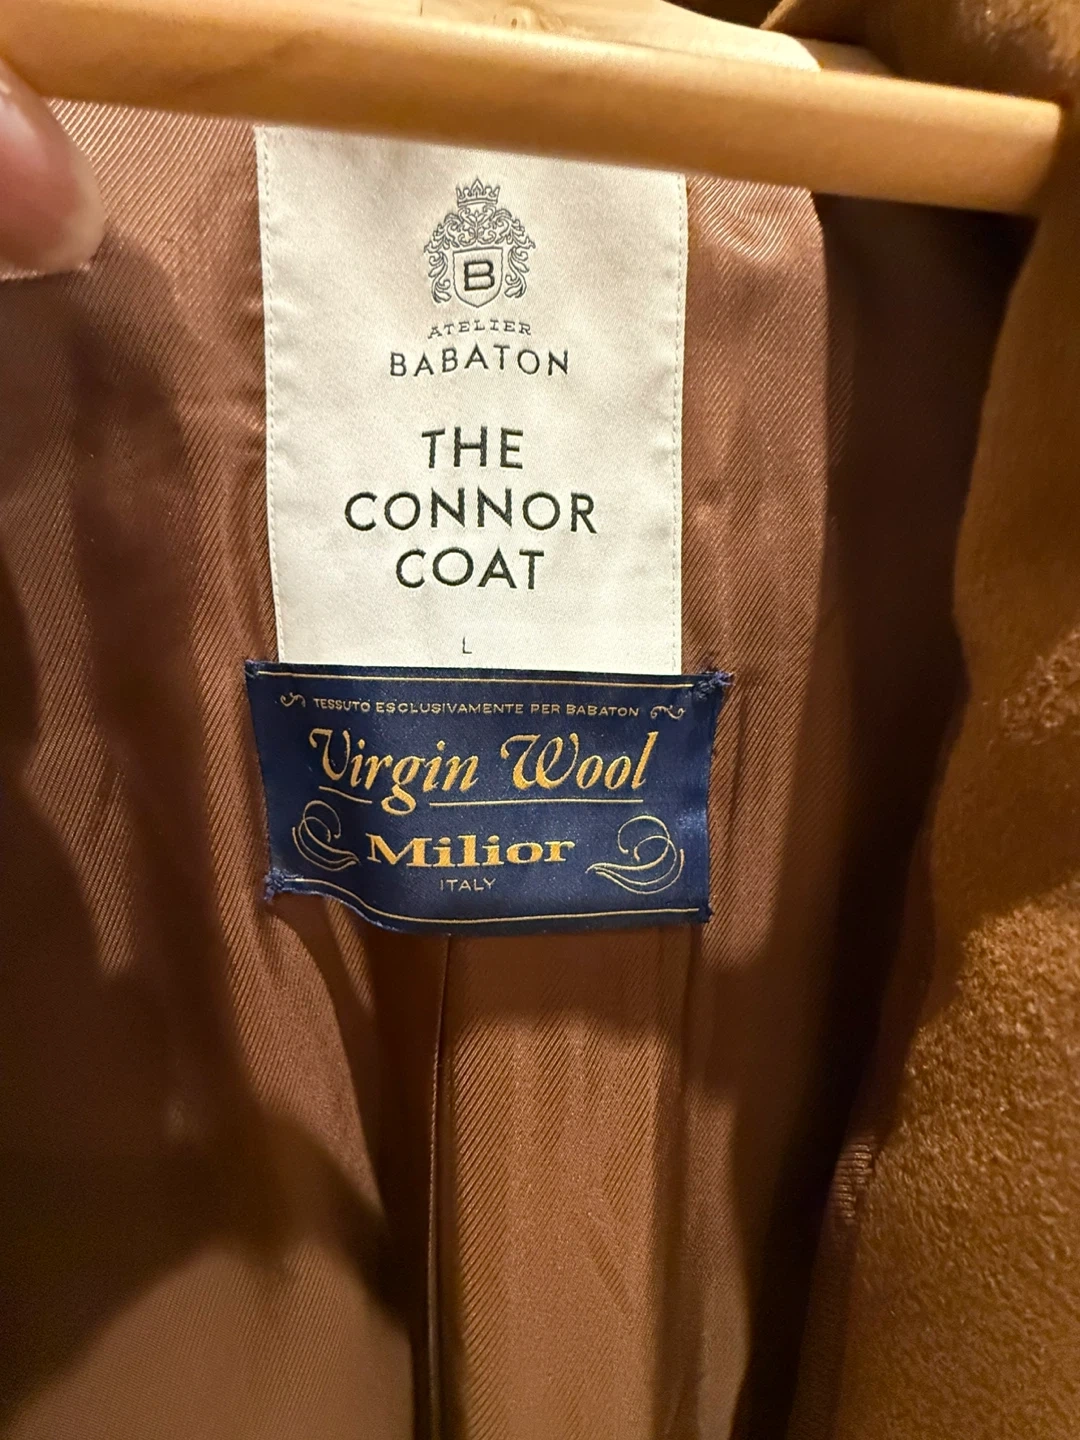 B
ATELIER
BABATON
THE
CONNOR
COAT
L
TESSUTO ESCLUSIVAMENTE PER BABATON
Virgin Wool
Milior
ITALY